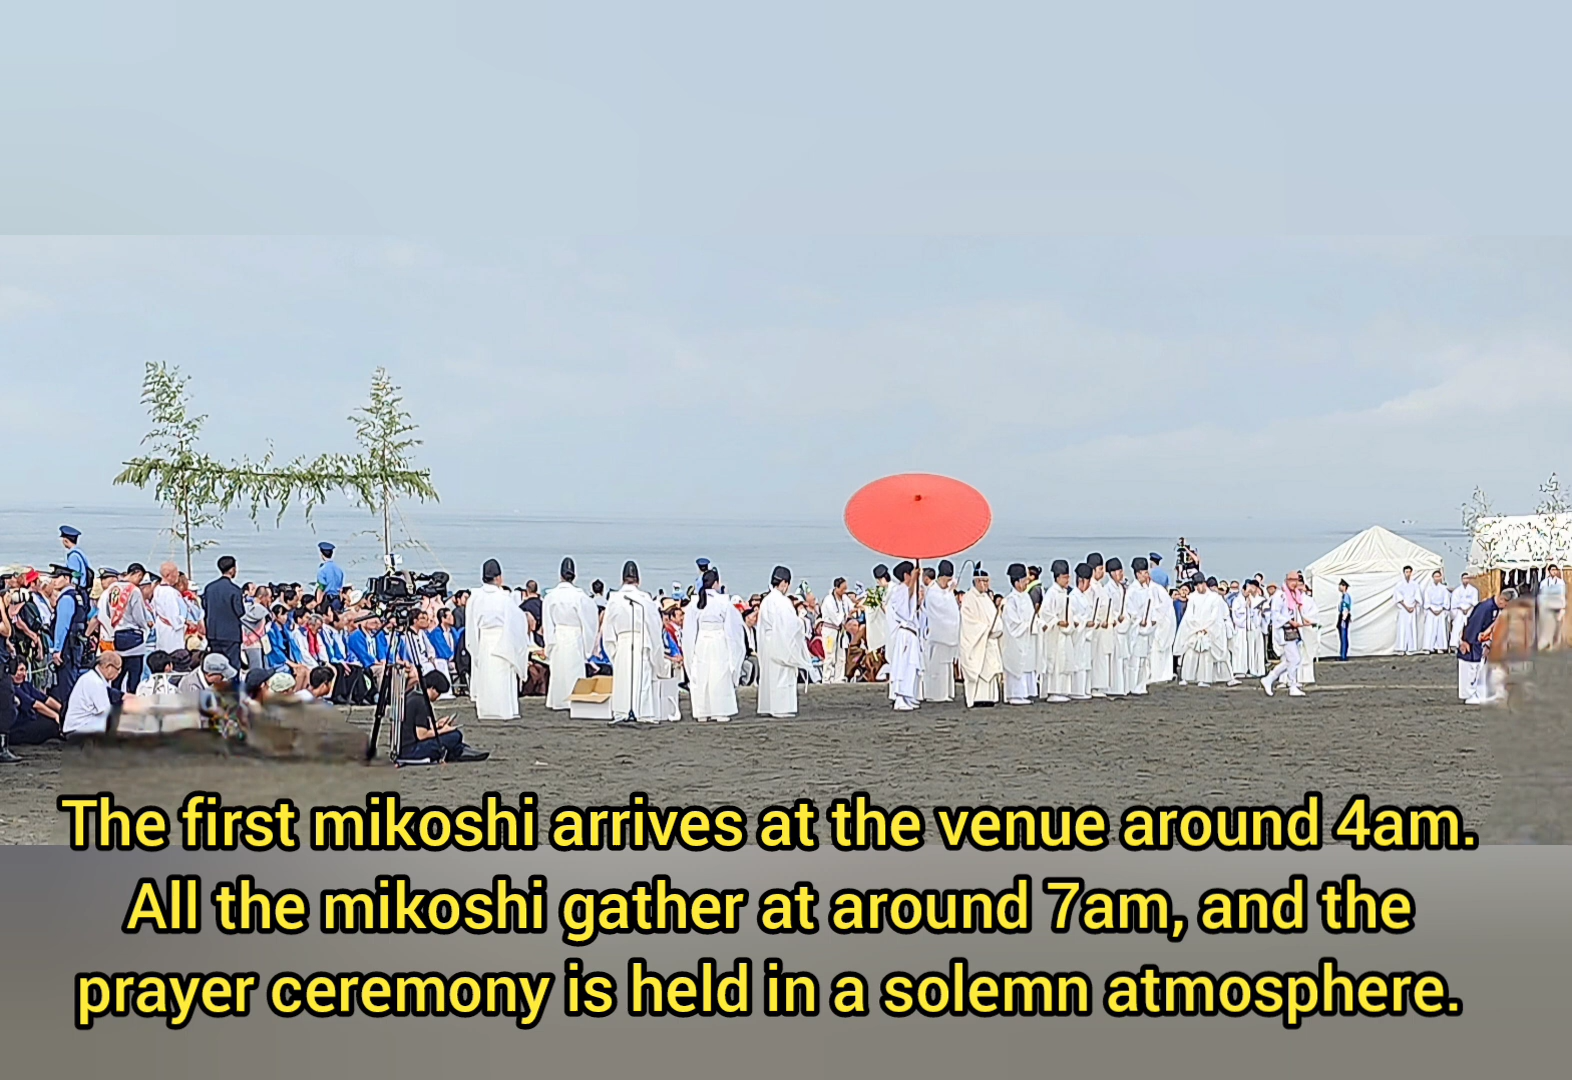 The first mikoshi arrives at the venue around 4am.
All the mikoshi gather at around 7am, and the
prayer ceremony is held in a solemn atmosphere.